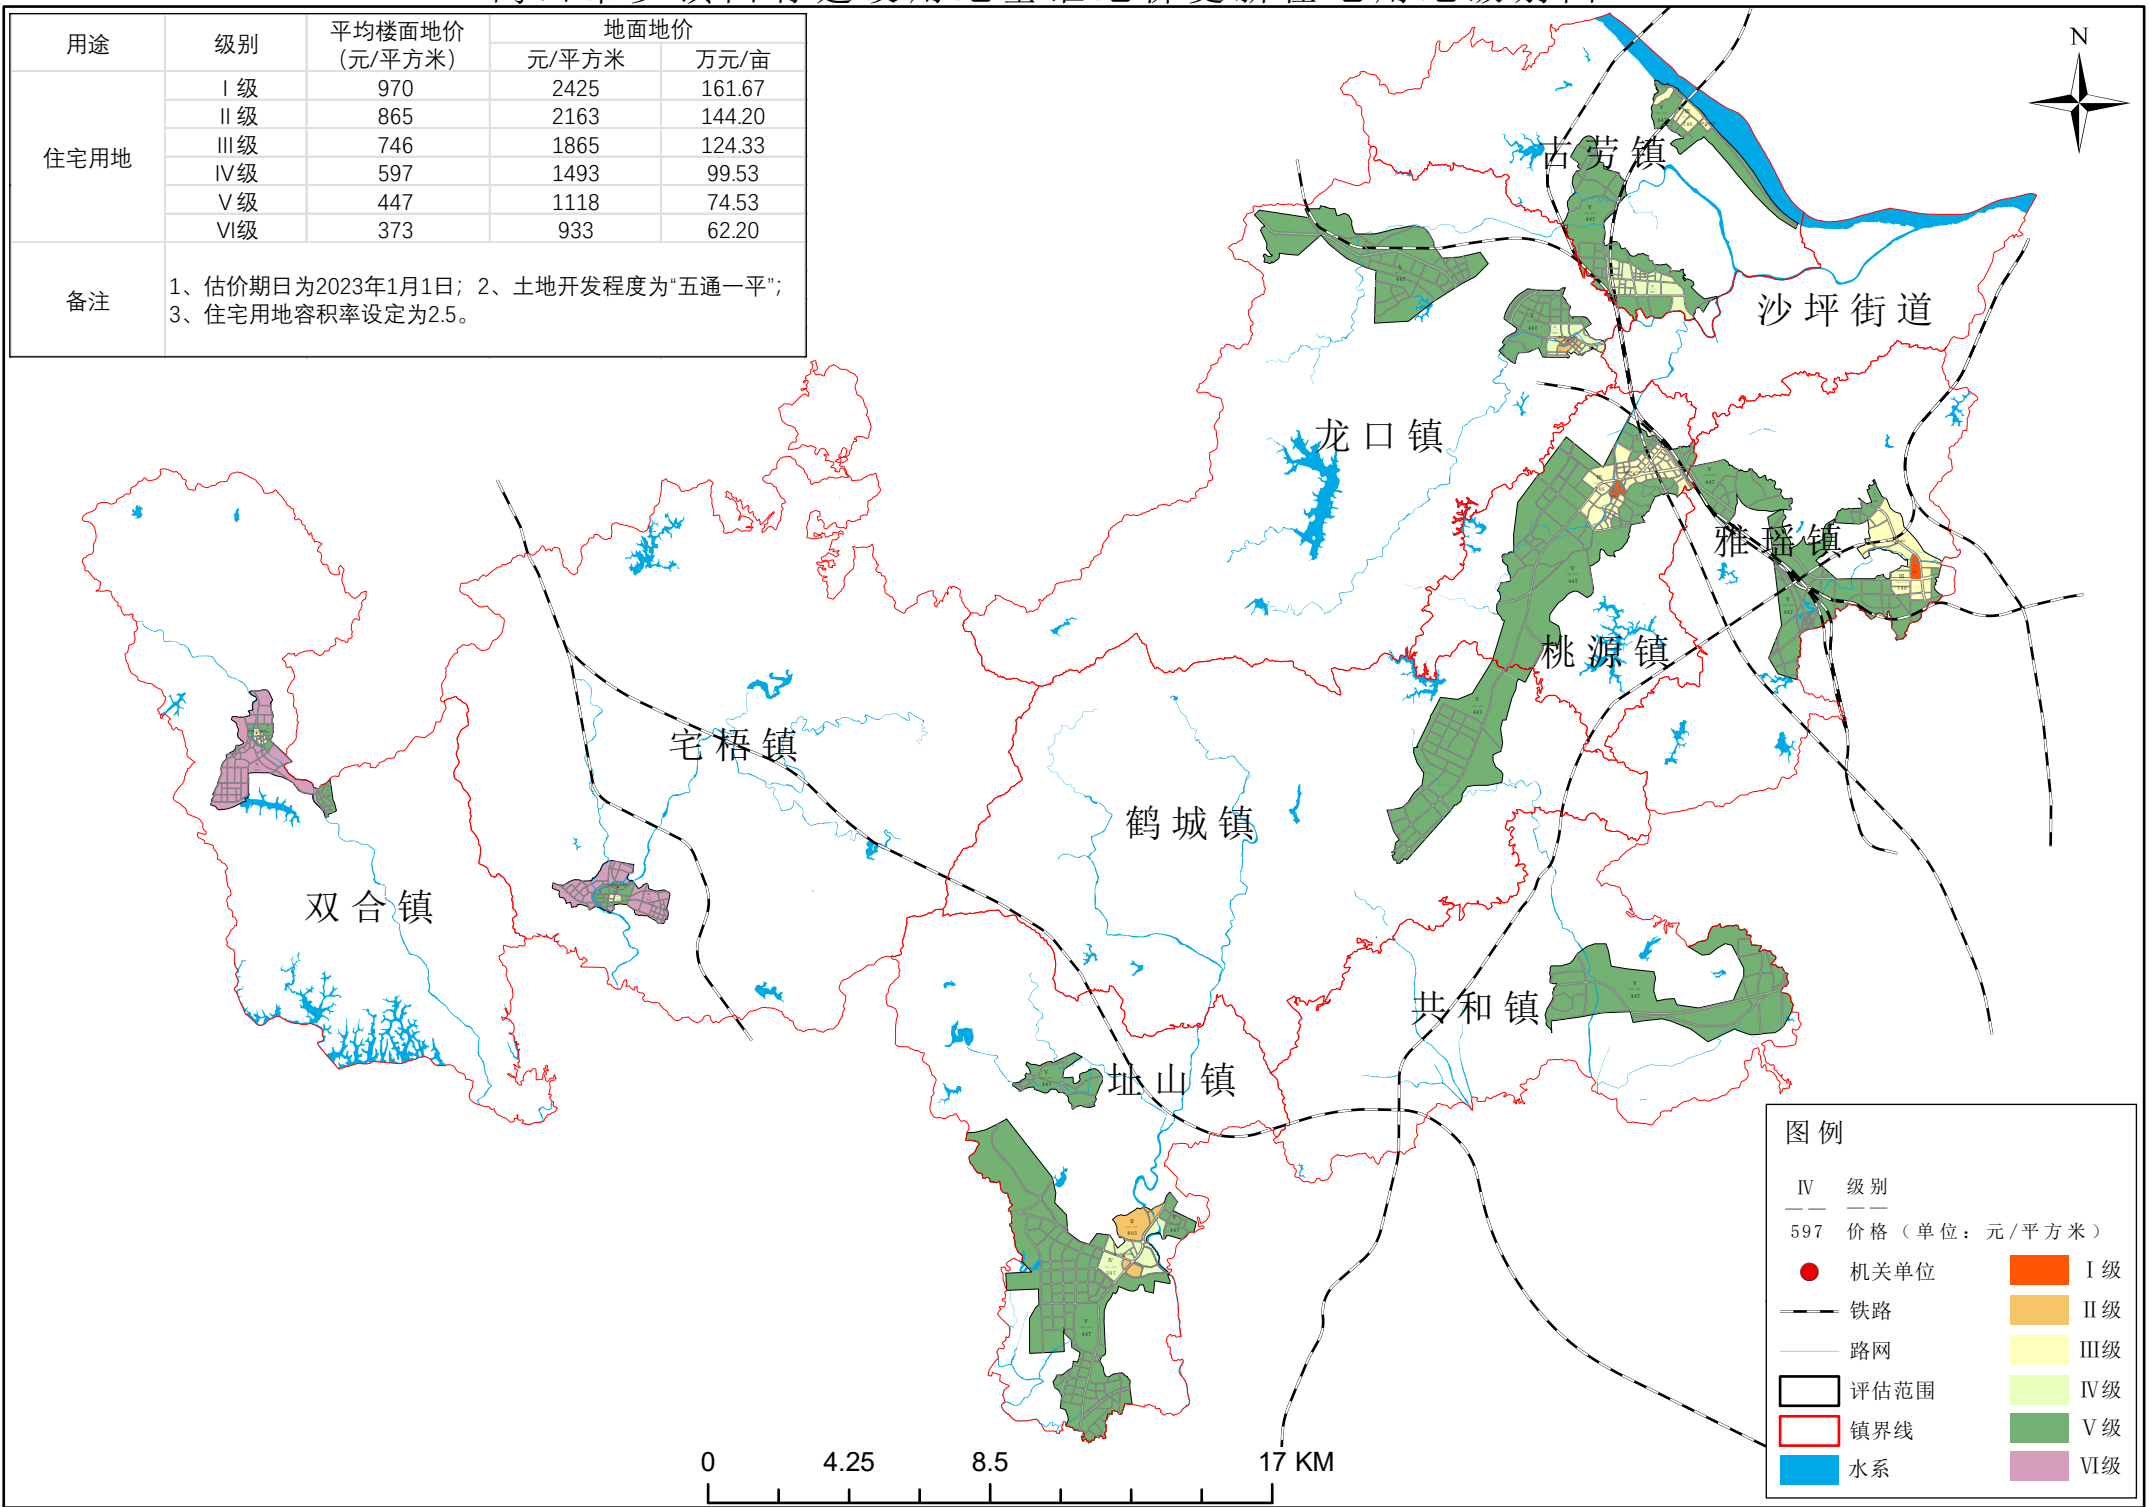 用途 级别 平均楼面地价（元/平方米） 地面地价
元/平方米 万元/亩
住宅用地
Ⅰ级 970 2425 161.67
Ⅱ级 865 2163 144.20
Ⅲ级 746 1865 124.33
Ⅳ级 597 1493 99.53
Ⅴ级 447 1118 74.53
Ⅵ级 373 933 62.20
备注
1、估价期日为2023年1月1日；2、土地开发程度为“五通一平”；
3、住宅用地容积率设定为2.5。
N
古劳镇
沙坪街道
龙口镇
雅瑶镇
桃源镇
宅梧镇
鹤城镇
双合镇
共和镇
址山镇
图例
Ⅳ 级别
597 价格（单位：元/平方米）
机关单位 Ⅰ级
铁路 Ⅱ级
路网 Ⅲ级
评估范围 Ⅳ级
镇界线 Ⅴ级
水系 Ⅵ级
0 4.25 8.5 17 KM